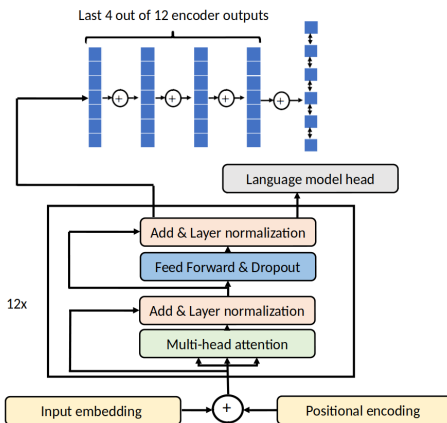 Last 4 out of 12 encoder outputs
+ + + +
Language model head
Add & Layer normalization
Feed Forward & Dropout
12x
Add & Layer normalization
Multi-head attention
Input embedding
+
Positional encoding